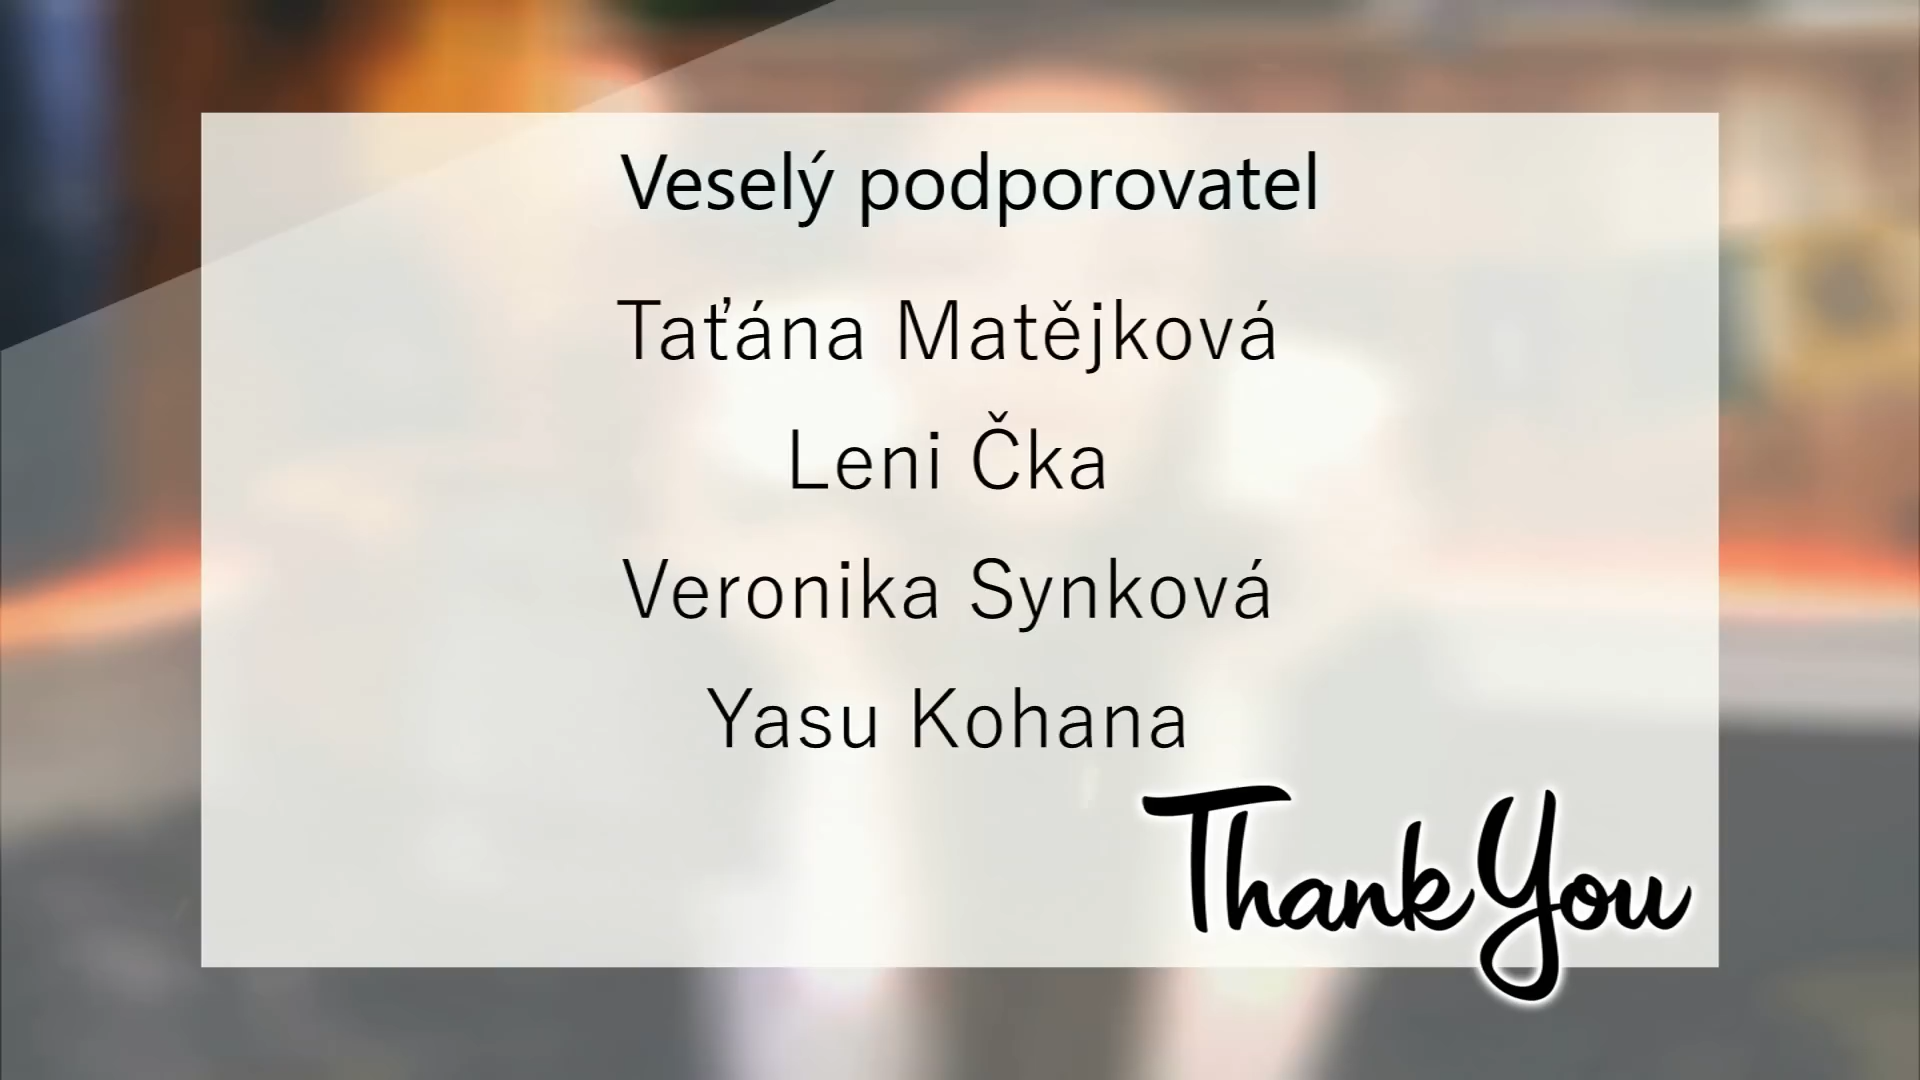 Veselý podporovatel
Taťána Matějková
Leni Čka
Veronika Synková
Yasu Kohana
Thank You